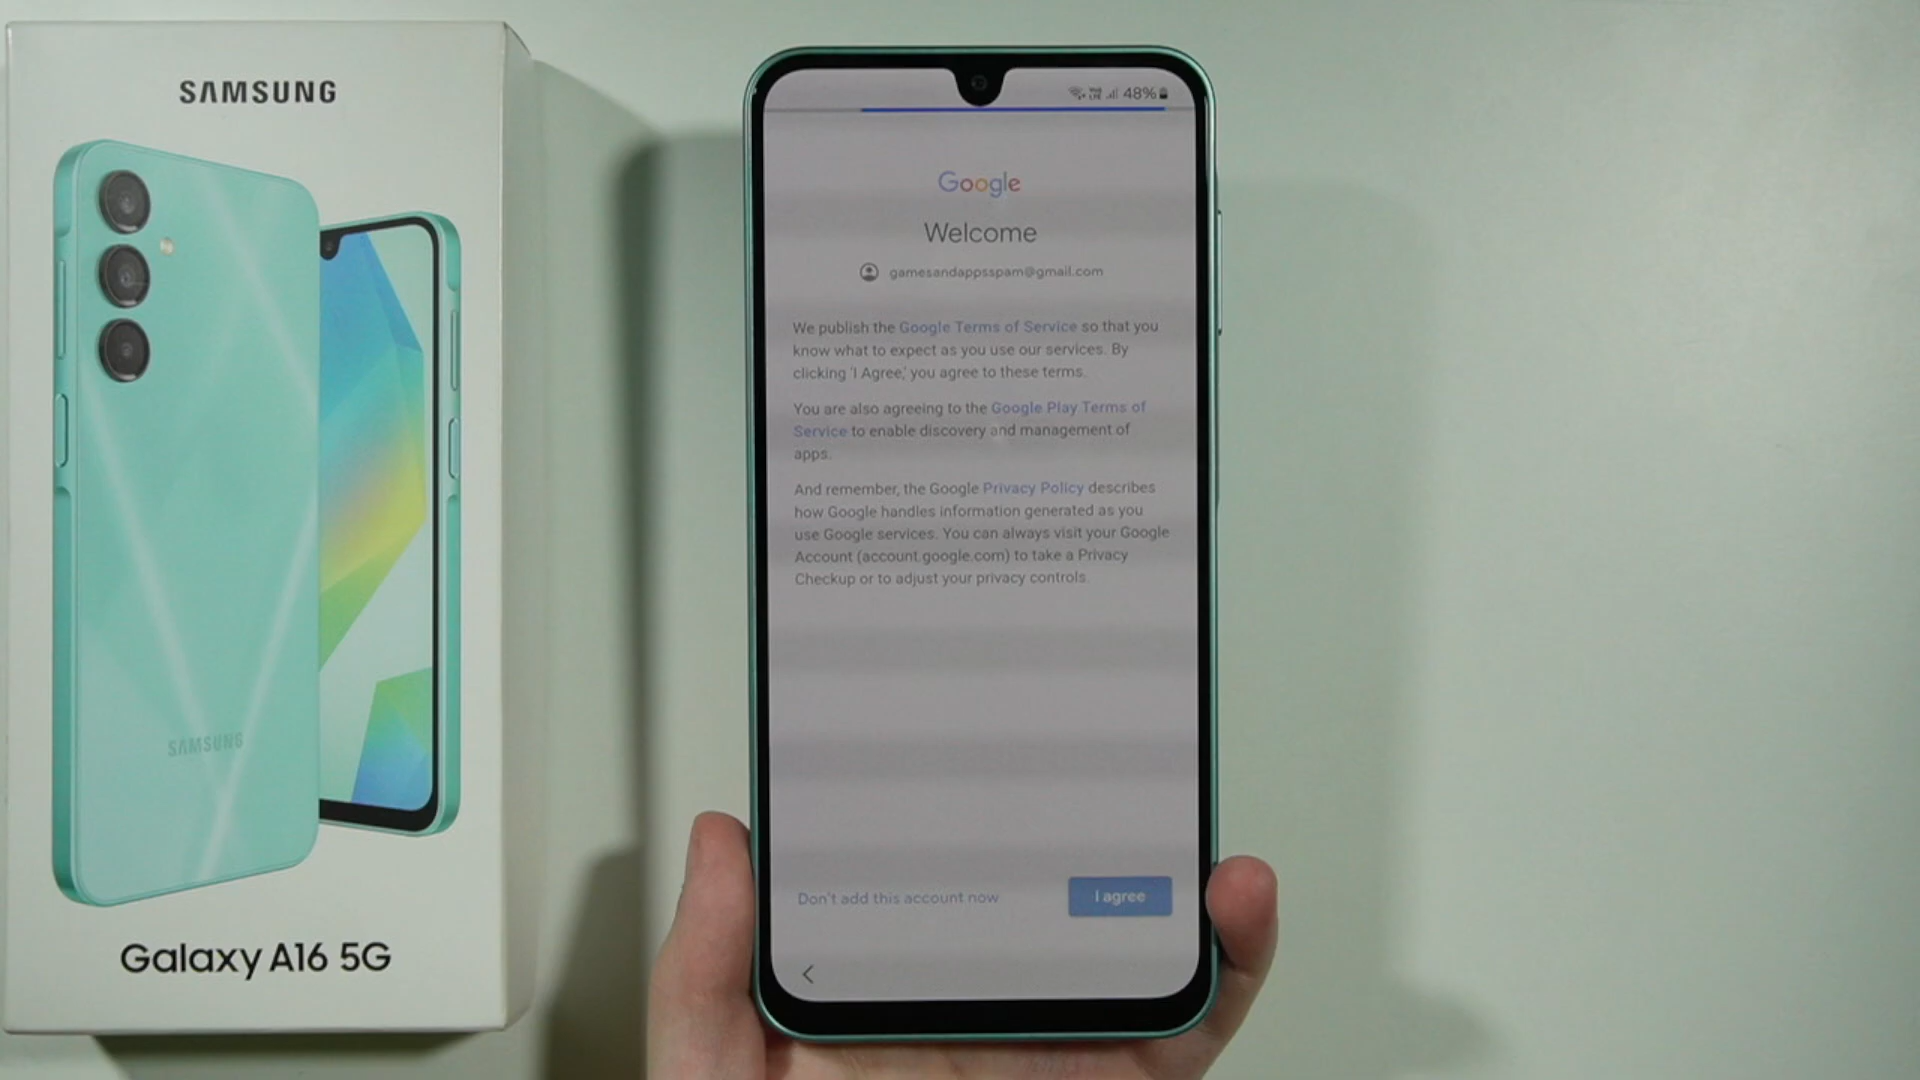 SAMSUNG
SAMSUNG
Galaxy A16 5G
48%
Google
Welcome
gamesandappsspam@gmail.com
We publish the Google Terms of Service so that you
know what to expect as you use our services. By
clicking 'I Agree,' you agree to these terms.
You are also agreeing to the Google Play Terms of
Service to enable discovery and management of
apps.
And remember, the Google Privacy Policy describes
how Google handles information generated as you
use Google services. You can always visit your Google
Account (account.google.com) to take a Privacy
Checkup or to adjust your privacy controls.
Don't add this account now
I agree